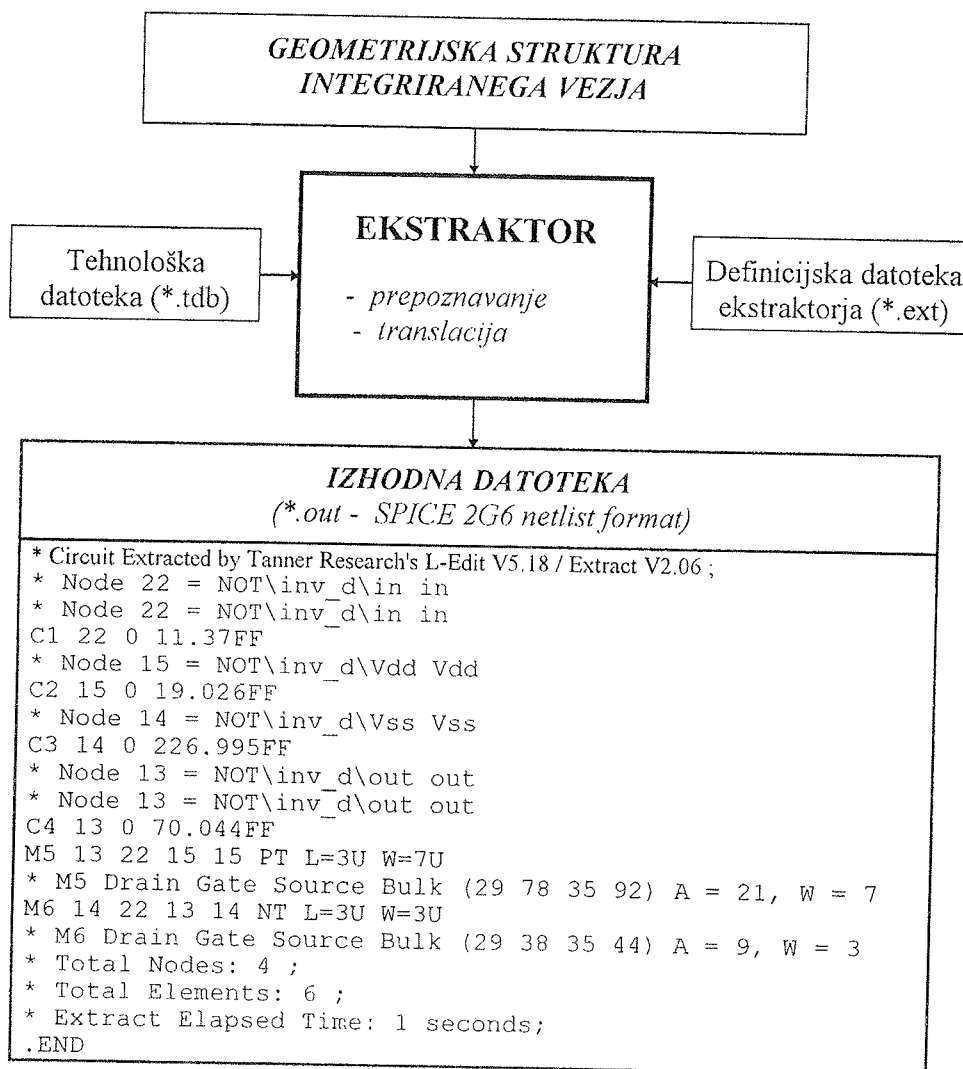 GEOMETRIJSKA STRUKTURA
INTEGRIRANEGA VEZJA
EKSTRAKTOR
- prepoznavanje
- translacija
Tehnološka
datoteka (*.tdb)
Definicijska datoteka
ekstraktorja (*.ext)
IZHODNA DATOTEKA
(*.out - SPICE 2G6 netlist format)
* Circuit Extracted by Tanner Research's L-Edit V5.18 / Extract V2.06 ;
* Node 22 = NOT\inv_d\in in
* Node 22 = NOT\inv_d\in in
C1 22 0 11.37FF
* Node 15 = NOT\inv_d\Vdd Vdd
C2 15 0 19.026FF
* Node 14 = NOT\inv_d\Vss Vss
C3 14 0 226.995FF
* Node 13 = NOT\inv_d\out out
* Node 13 = NOT\inv_d\out out
C4 13 0 70.044FF
M5 13 22 15 15 PT L=3U W=7U
* M5 Drain Gate Source Bulk (29 78 35 92) A = 21, W = 7
M6 14 22 13 14 NT L=3U W=3U
* M6 Drain Gate Source Bulk (29 38 35 44) A = 9, W = 3
* Total Nodes: 4 ;
* Total Elements: 6 ;
* Extract Elapsed Time: 1 seconds;
.END